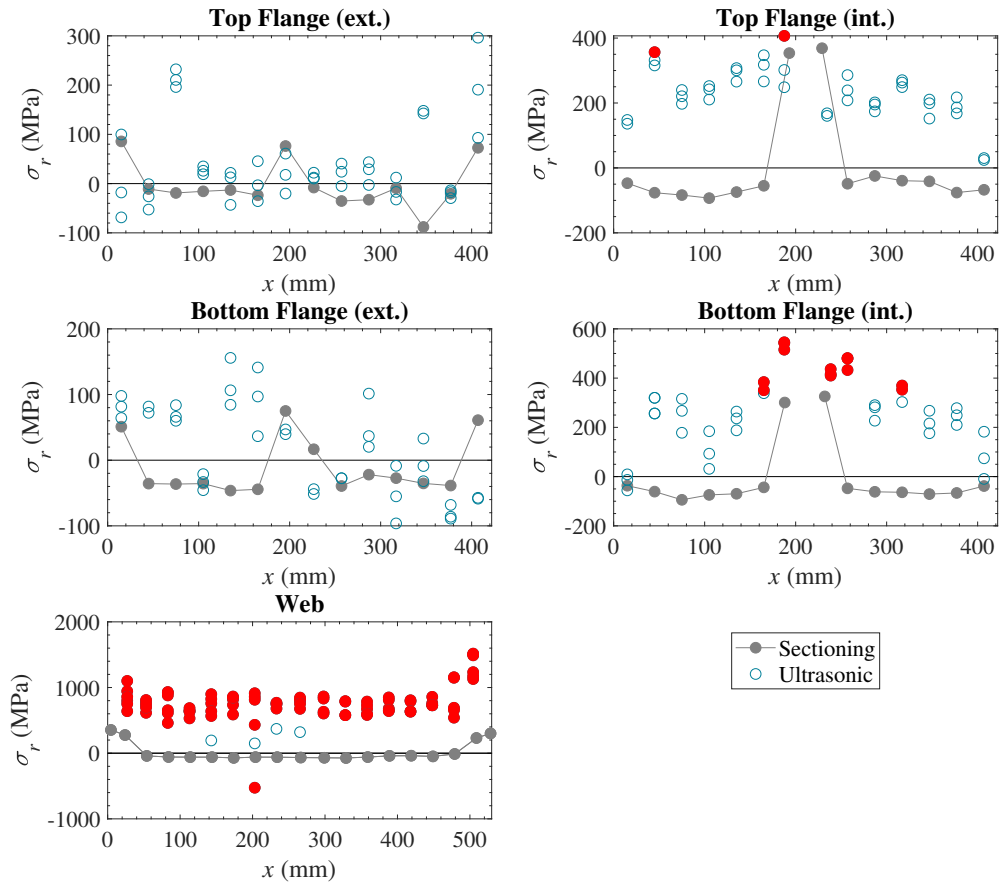 Top Flange (ext.)
300
200
100
0
-100
σr (MPa)
0 100 200 300 400
x (mm)
Top Flange (int.)
400
200
0
-200
σr (MPa)
0 100 200 300 400
x (mm)
Bottom Flange (ext.)
200
100
0
-100
σr (MPa)
0 100 200 300 400
x (mm)
Bottom Flange (int.)
600
400
200
0
-200
σr (MPa)
0 100 200 300 400
x (mm)
Web
2000
1000
0
-1000
σr (MPa)
0 100 200 300 400 500
x (mm)
Sectioning
Ultrasonic